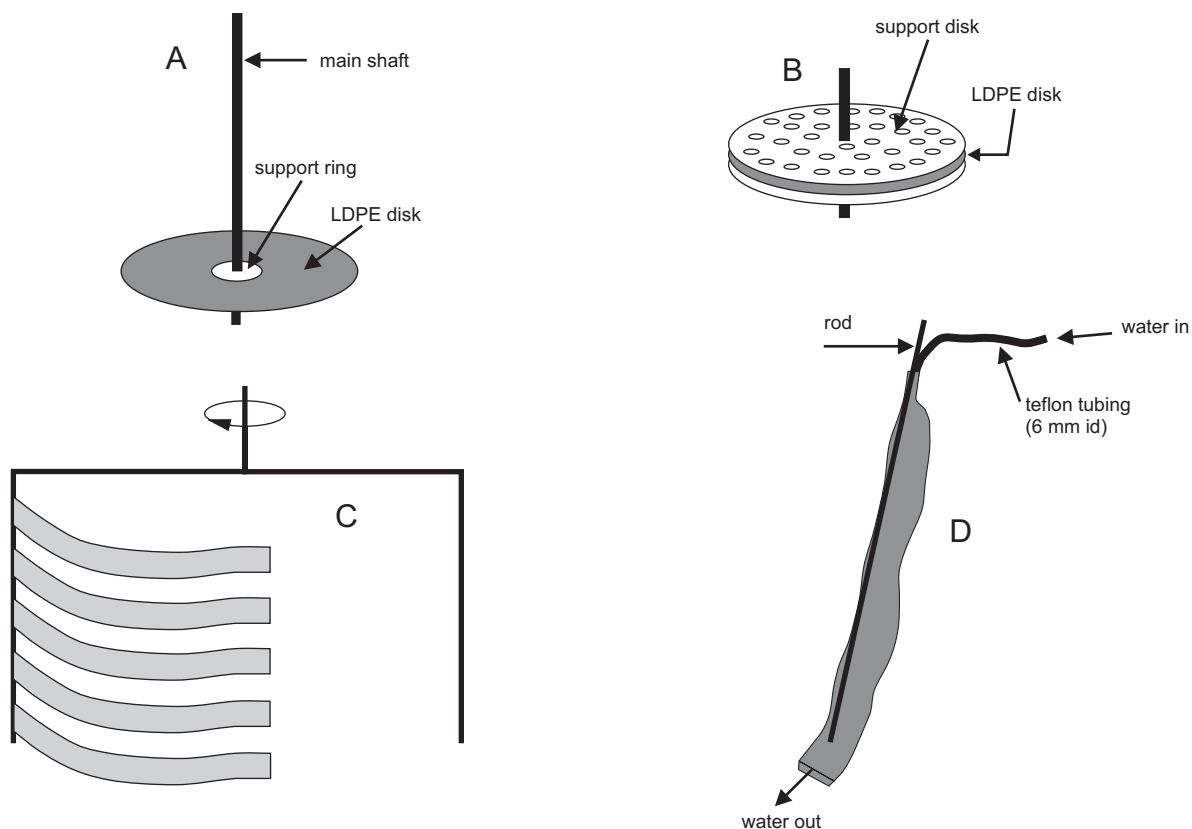 A
main shaft
support ring
LDPE disk
B
support disk
LDPE disk
C
D
rod
water in
teflon tubing
(6 mm id)
water out